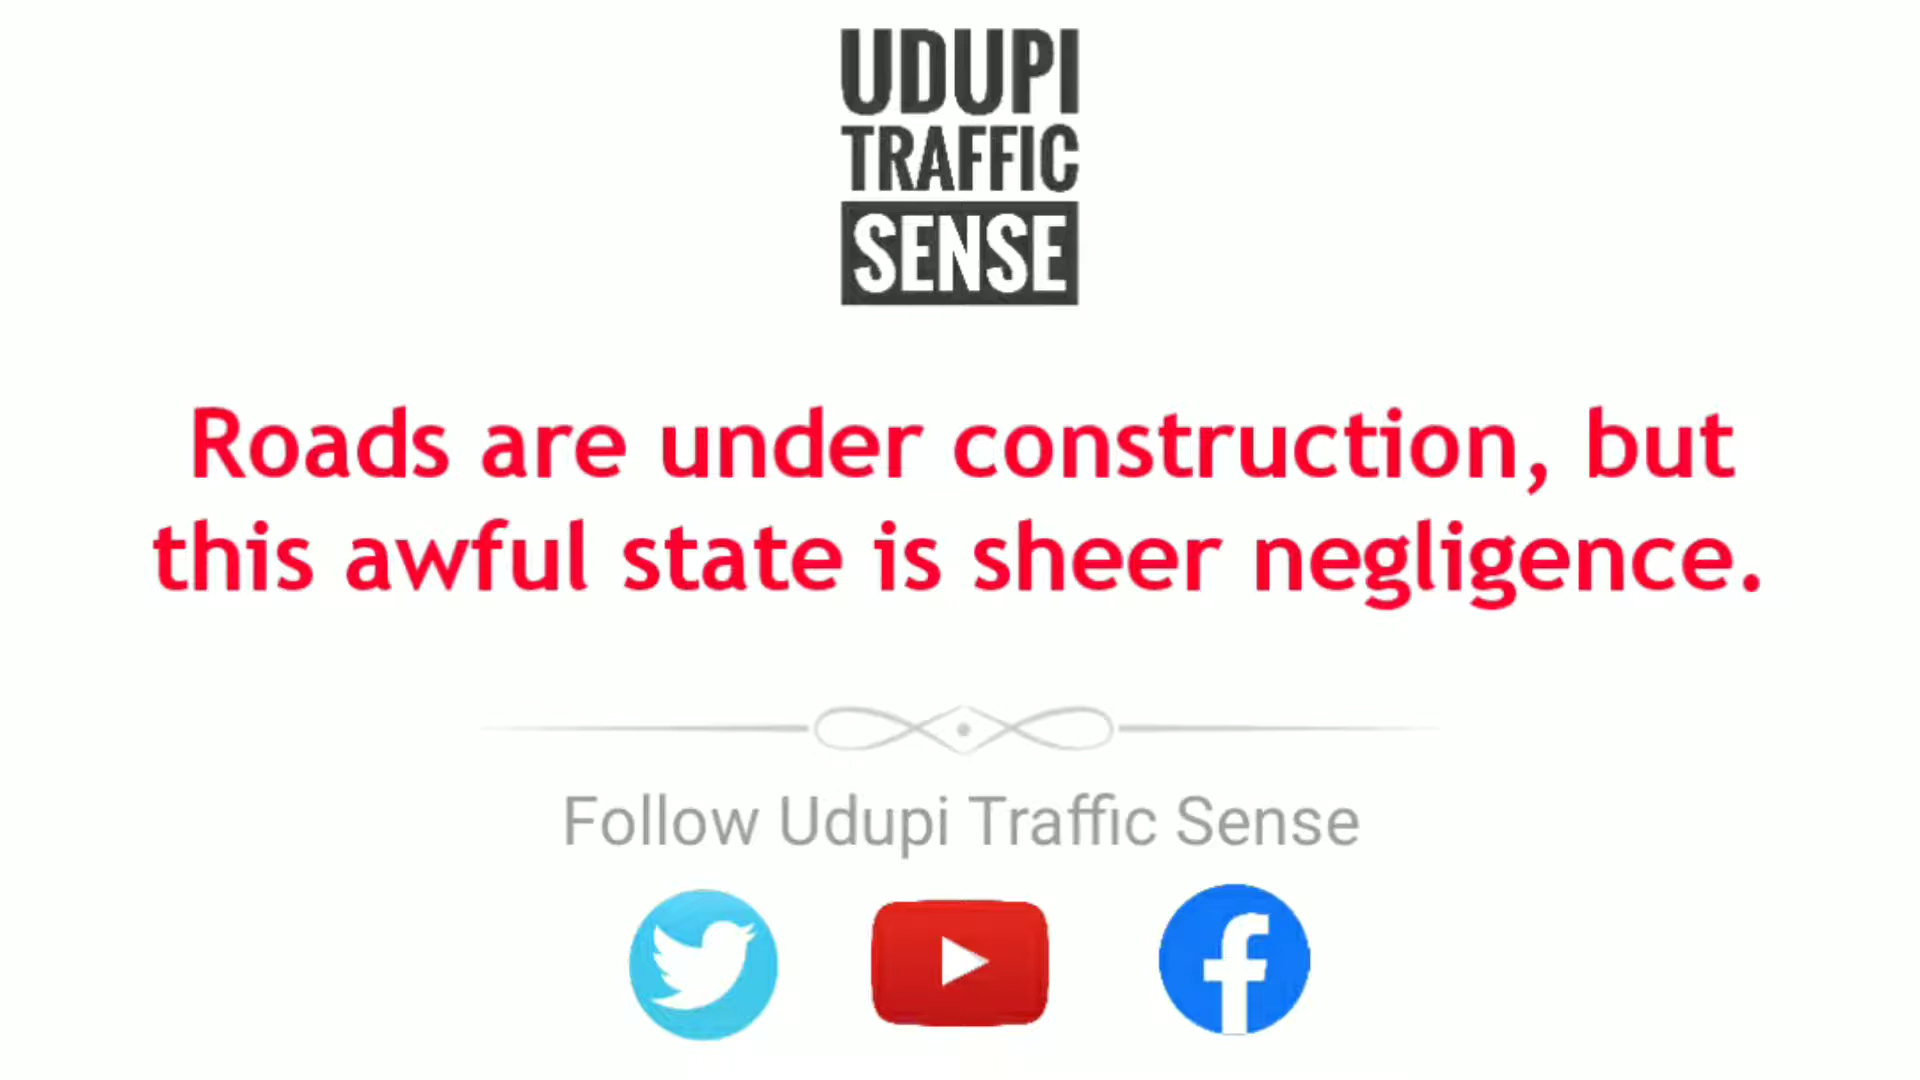 UDUPI
TRAFFIC
SENSE
Roads are under construction, but
this awful state is sheer negligence.
Follow Udupi Traffic Sense